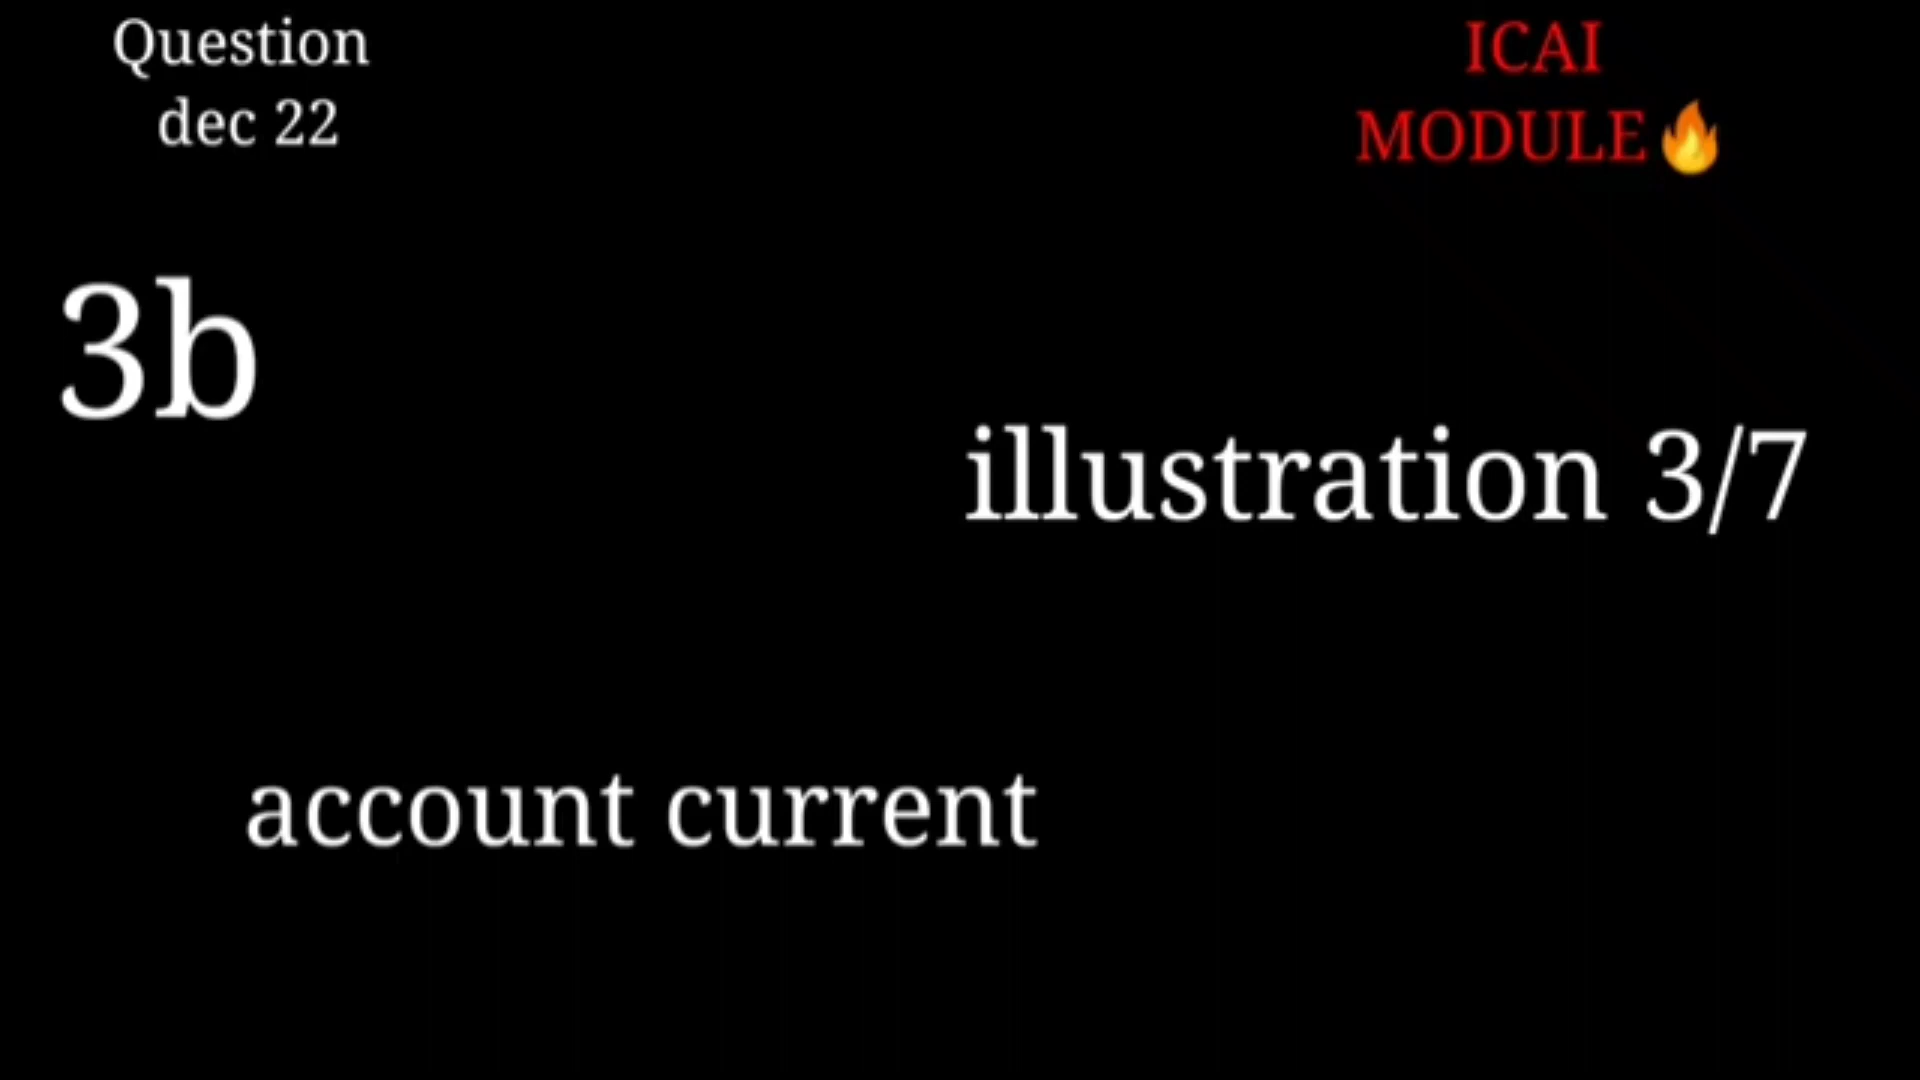 Question
dec 22
ICAI
MODULE🔥
3b
illustration 3/7
account current